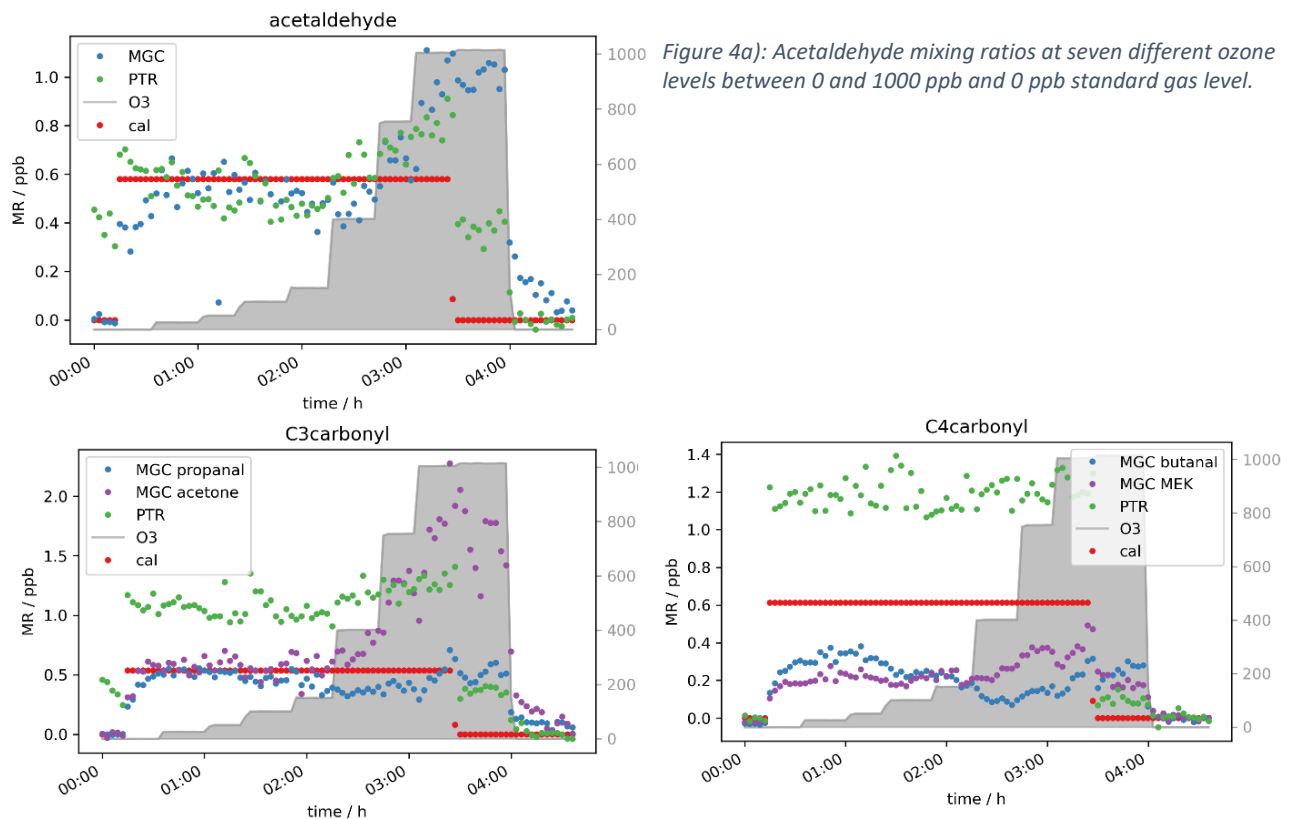 acetaldehyde
MGC
PTR
O3
cal
MR / ppb
1.0
0.8
0.6
0.4
0.2
0.0
1000
800
600
400
200
0
00:00 01:00 02:00 03:00 04:00
time / h
Figure 4a): Acetaldehyde mixing ratios at seven different ozone
levels between 0 and 1000 ppb and 0 ppb standard gas level.
C3carbonyl
MGC propanal
MGC acetone
PTR
O3
cal
MR / ppb
2.0
1.5
1.0
0.5
0.0
800
600
400
200
0
00:00 01:00 02:00 03:00 04:00
time / h
C4carbonyl
MGC butanal
MGC MEK
PTR
O3
cal
MR / ppb
1.4
1.2
1.0
0.8
0.6
0.4
0.2
0.0
1000
800
600
400
200
0
00:00 01:00 02:00 03:00 04:00
time / h